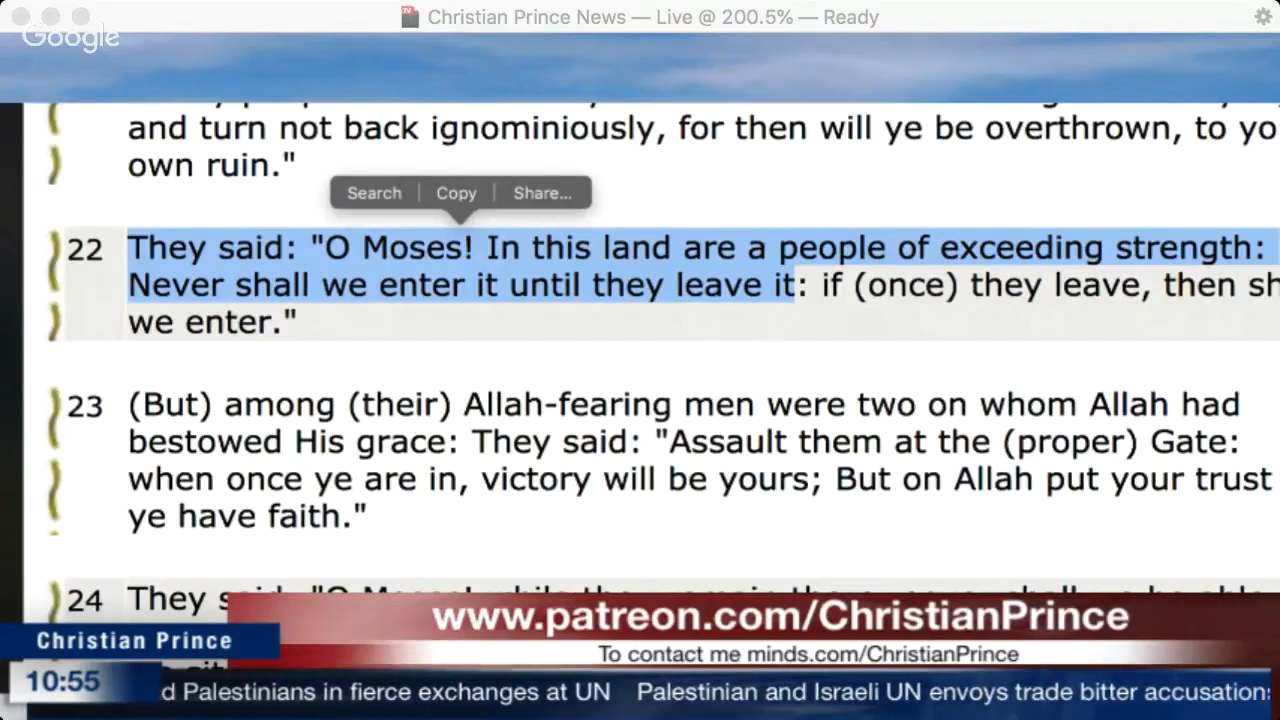 Christian Prince News — Live @ 200.5% — Ready
Google
and turn not back ignominiously, for then will ye be overthrown, to yo
own ruin."
Search Copy Share...
22 They said: "O Moses! In this land are a people of exceeding strength:
Never shall we enter it until they leave it: if (once) they leave, then sh
we enter."
23 (But) among (their) Allah-fearing men were two on whom Allah had
bestowed His grace: They said: "Assault them at the (proper) Gate:
when once ye are in, victory will be yours; But on Allah put your trust
ye have faith."
24 They
www.patreon.com/ChristianPrince
Christian Prince
To contact me minds.com/ChristianPrince
10:55 d Palestinians in fierce exchanges at UN Palestinian and Israeli UN envoys trade bitter accusations